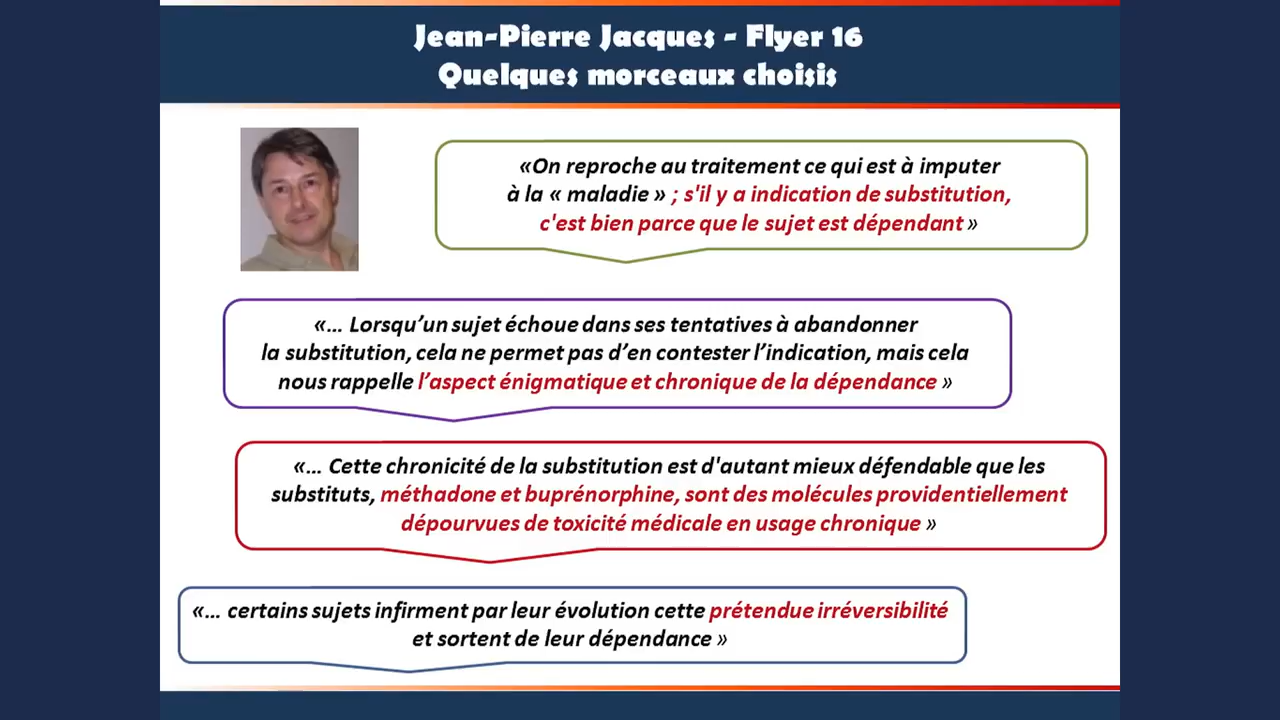 Jean-Pierre Jacques - Flyer 16
Quelques morceaux choisis
«On reproche au traitement ce qui est à imputer
à la « maladie » ; s'il y a indication de substitution,
c'est bien parce que le sujet est dépendant »
«... Lorsqu’un sujet échoue dans ses tentatives à abandonner
la substitution, cela ne permet pas d’en contester l’indication, mais cela
nous rappelle l’aspect énigmatique et chronique de la dépendance »
«... Cette chronicité de la substitution est d'autant mieux défendable que les
substituts, méthadone et buprénorphine, sont des molécules providentiellement
dépourvues de toxicité médicale en usage chronique »
«... certains sujets infirment par leur évolution cette prétendue irréversibilité
et sortent de leur dépendance »